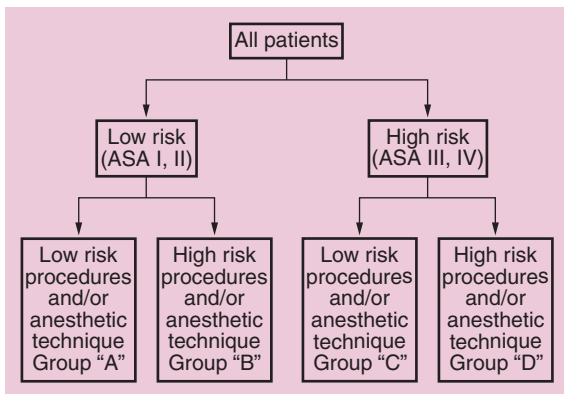 All patients
Low risk
(ASA I, II)
High risk
(ASA III, IV)
Low risk
procedures
and/or
anesthetic
technique
Group “A”
High risk
procedures
and/or
anesthetic
technique
Group “B”
Low risk
procedures
and/or
anesthetic
technique
Group “C”
High risk
procedures
and/or
anesthetic
technique
Group “D”